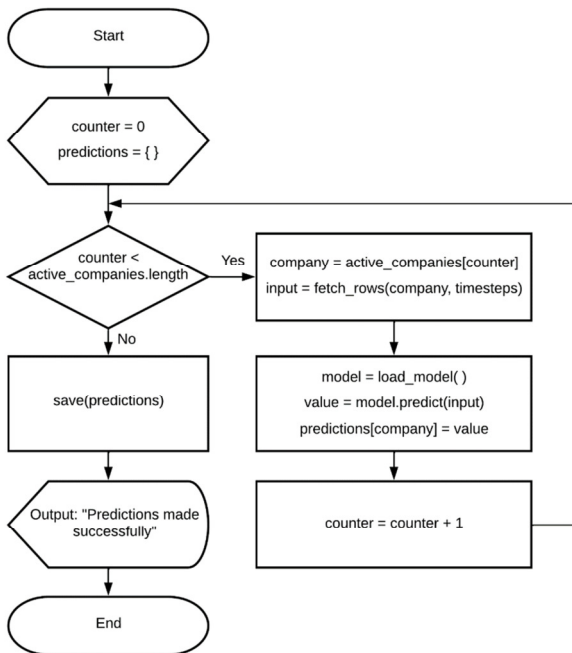 Start
counter = 0
predictions = { }
counter <
active_companies.length
Yes
company = active_companies[counter]
input = fetch_rows(company, timesteps)
No
model = load_model( )
value = model.predict(input)
predictions[company] = value
save(predictions)
counter = counter + 1
Output: "Predictions made
successfully"
End